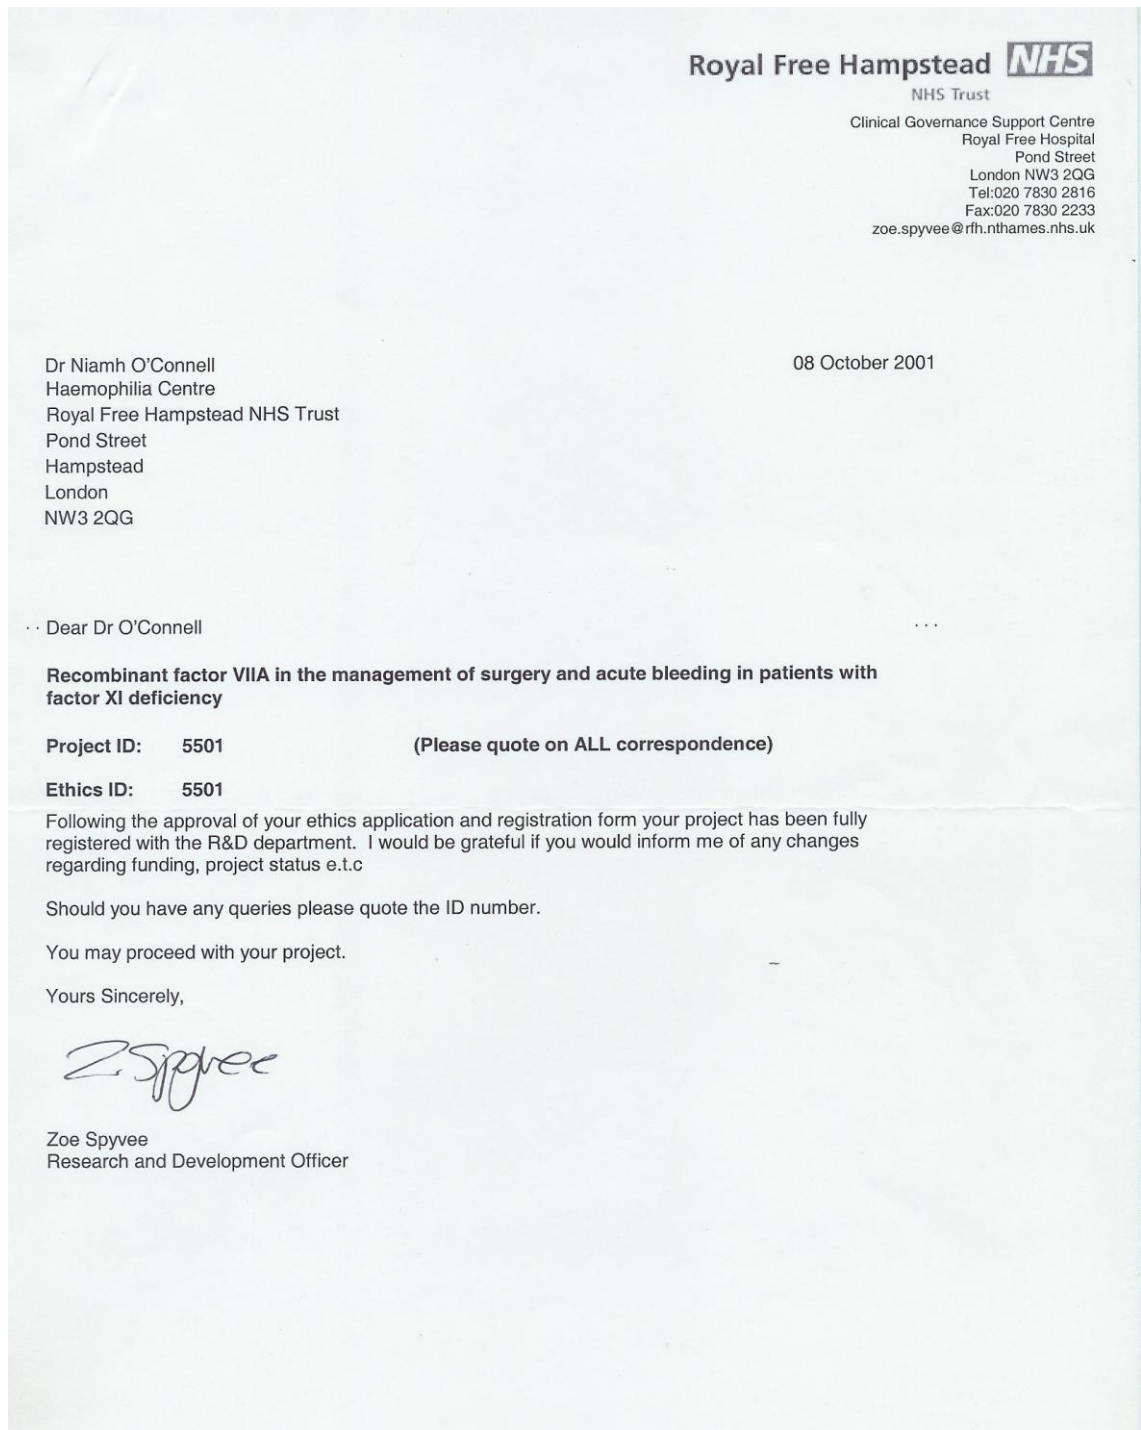 Royal Free Hampstead NHS
NHS Trust
Clinical Governance Support Centre
Royal Free Hospital
Pond Street
London NW3 2QG
Tel:020 7830 2816
Fax:020 7830 2233
zoe.spyvee@rfh.nthames.nhs.uk
Dr Niamh O'Connell
08 October 2001
Haemophilia Centre
Royal Free Hampstead NHS Trust
Pond Street
Hampstead
London
NW3 2QG
Dear Dr O'Connell
Recombinant factor VIIA in the management of surgery and acute bleeding in patients with
factor XI deficiency
Project ID: 5501 (Please quote on ALL correspondence)
Ethics ID: 5501
Following the approval of your ethics application and registration form your project has been fully
registered with the R&D department. I would be grateful if you would inform me of any changes
regarding funding, project status e.t.c
Should you have any queries please quote the ID number.
You may proceed with your project.
Yours Sincerely,
Z Spyvee
Zoe Spyvee
Research and Development Officer